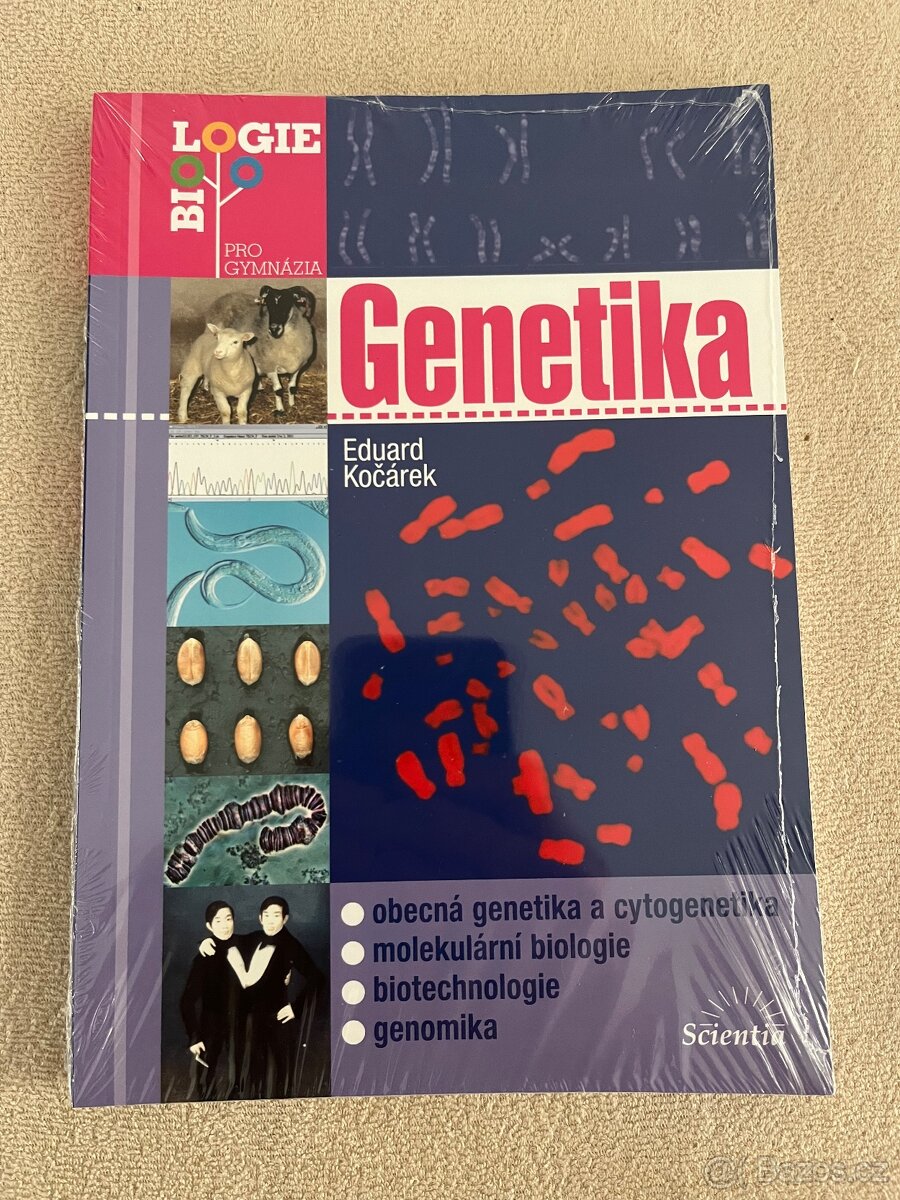 BIO
LOGIE
PRO
GYMNÁZIA
Genetika
Eduard
Kočárek
obecná genetika a cytogenetika
molekulární biologie
biotechnologie
genomika
Scientia
Bazos.cz